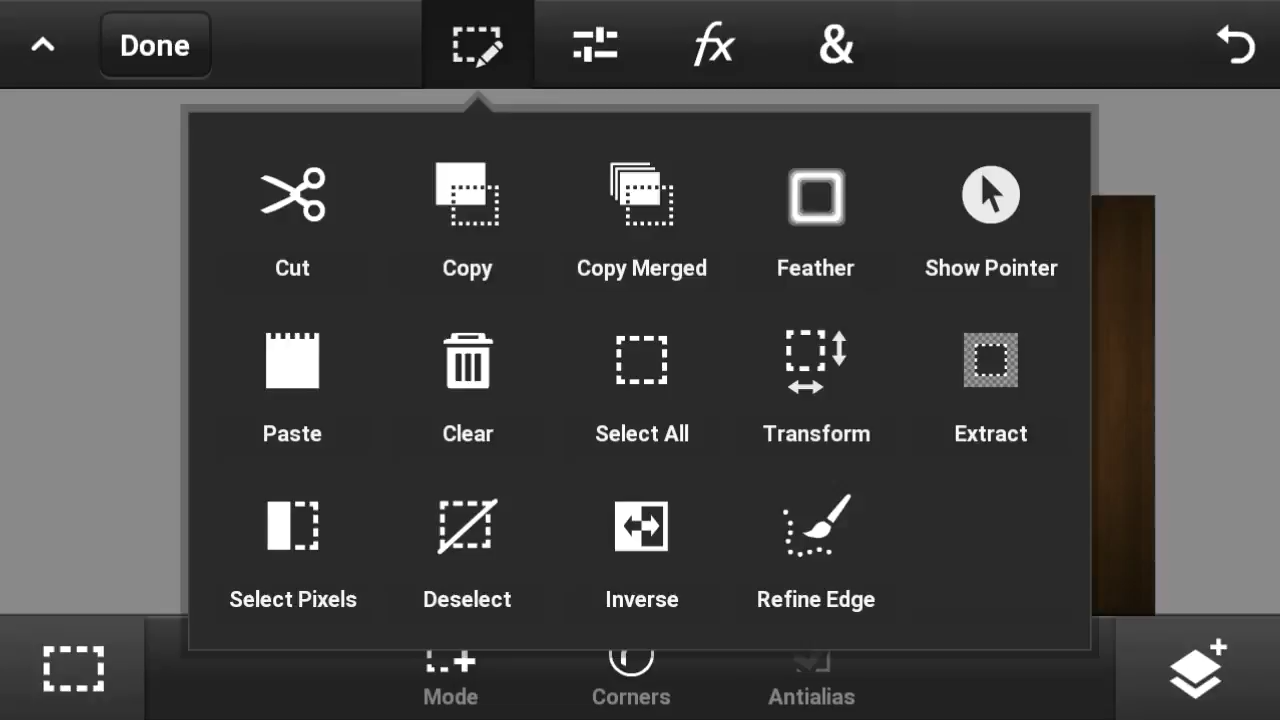 Done
fx
&
Cut
Copy
Copy Merged
Feather
Show Pointer
Paste
Clear
Select All
Transform
Extract
Select Pixels
Deselect
Inverse
Refine Edge
Mode
Corners
Antialias